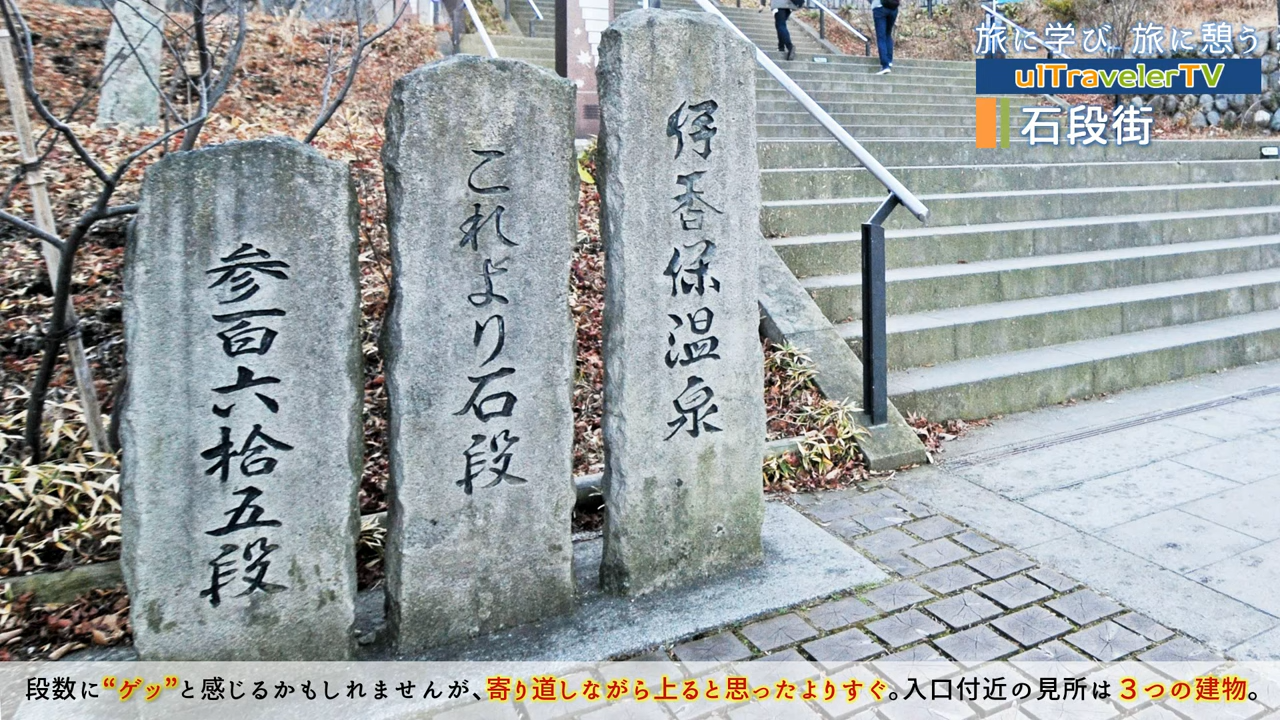 旅に学び、旅に憩う
ulTravelerTV
石段街
伊香保温泉
これより石段
参百六拾五段
段数に“ゲッ”と感じるかもしれませんが、寄り道しながら上ると思ったよりすぐ。入口付近の見所は３つの建物。